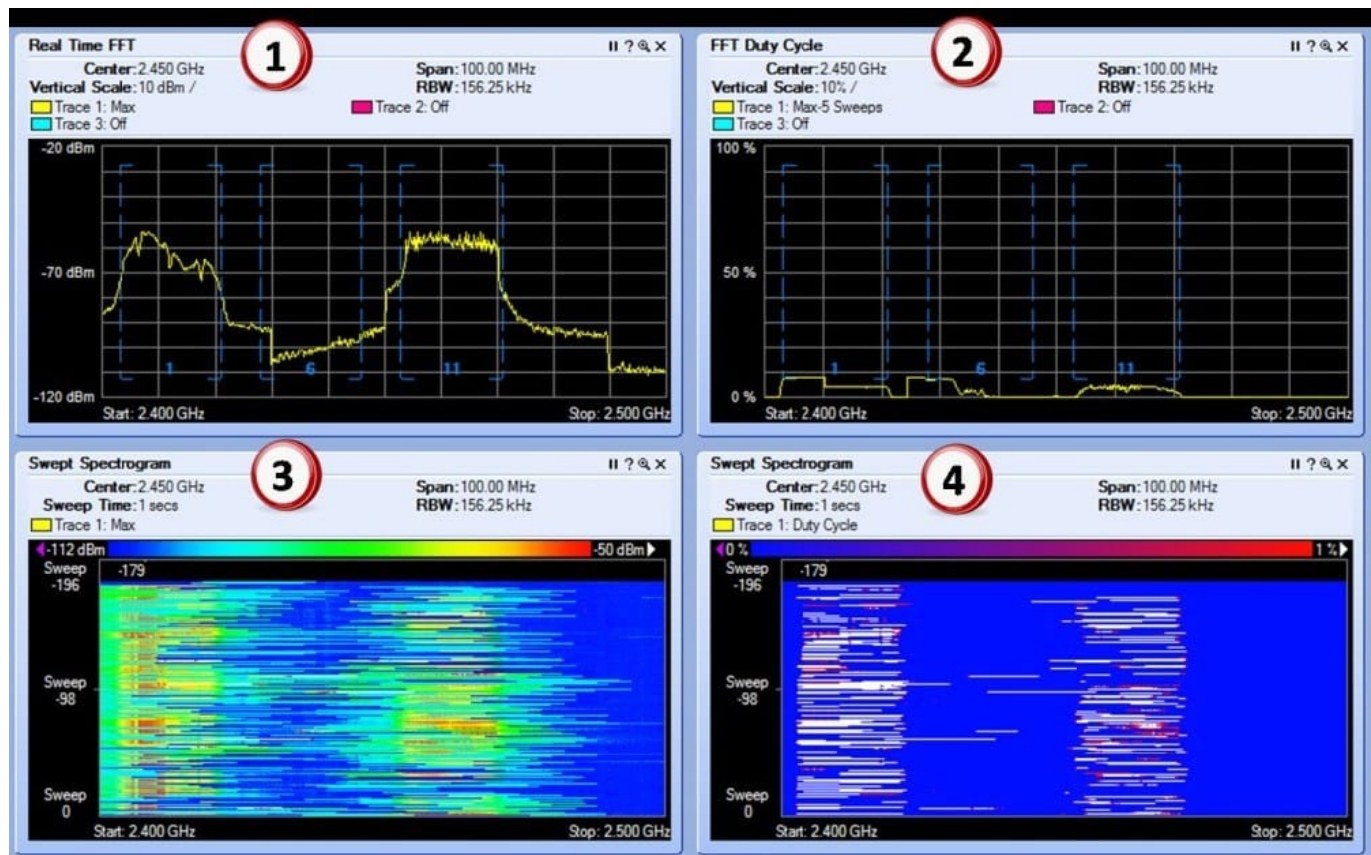 Real Time FFT
1
Center: 2.450 GHz
Span: 100.00 MHz
Vertical Scale: 10 dBm /
RBW: 156.25 kHz
Trace 1: Max
Trace 2: Off
Trace 3: Off
-20 dBm
-70 dBm
-120 dBm
1
6
11
Start: 2.400 GHz
Stop: 2.500 GHz
FFT Duty Cycle
2
Center: 2.450 GHz
Span: 100.00 MHz
Vertical Scale: 10% /
RBW: 156.25 kHz
Trace 1: Max-5 Sweeps
Trace 2: Off
Trace 3: Off
100 %
50 %
0 %
1
6
11
Start: 2.400 GHz
Stop: 2.500 GHz
Swept Spectrogram
3
Center: 2.450 GHz
Span: 100.00 MHz
Sweep Time: 1 secs
RBW: 156.25 kHz
Trace 1: Max
-112 dBm
-50 dBm
Sweep
-196
-179
Sweep
-98
Sweep
0
Start: 2.400 GHz
Stop: 2.500 GHz
Swept Spectrogram
4
Center: 2.450 GHz
Span: 100.00 MHz
Sweep Time: 1 secs
RBW: 156.25 kHz
Trace 1: Duty Cycle
0 %
1 %
Sweep
-196
-179
Sweep
-98
Sweep
0
Start: 2.400 GHz
Stop: 2.500 GHz